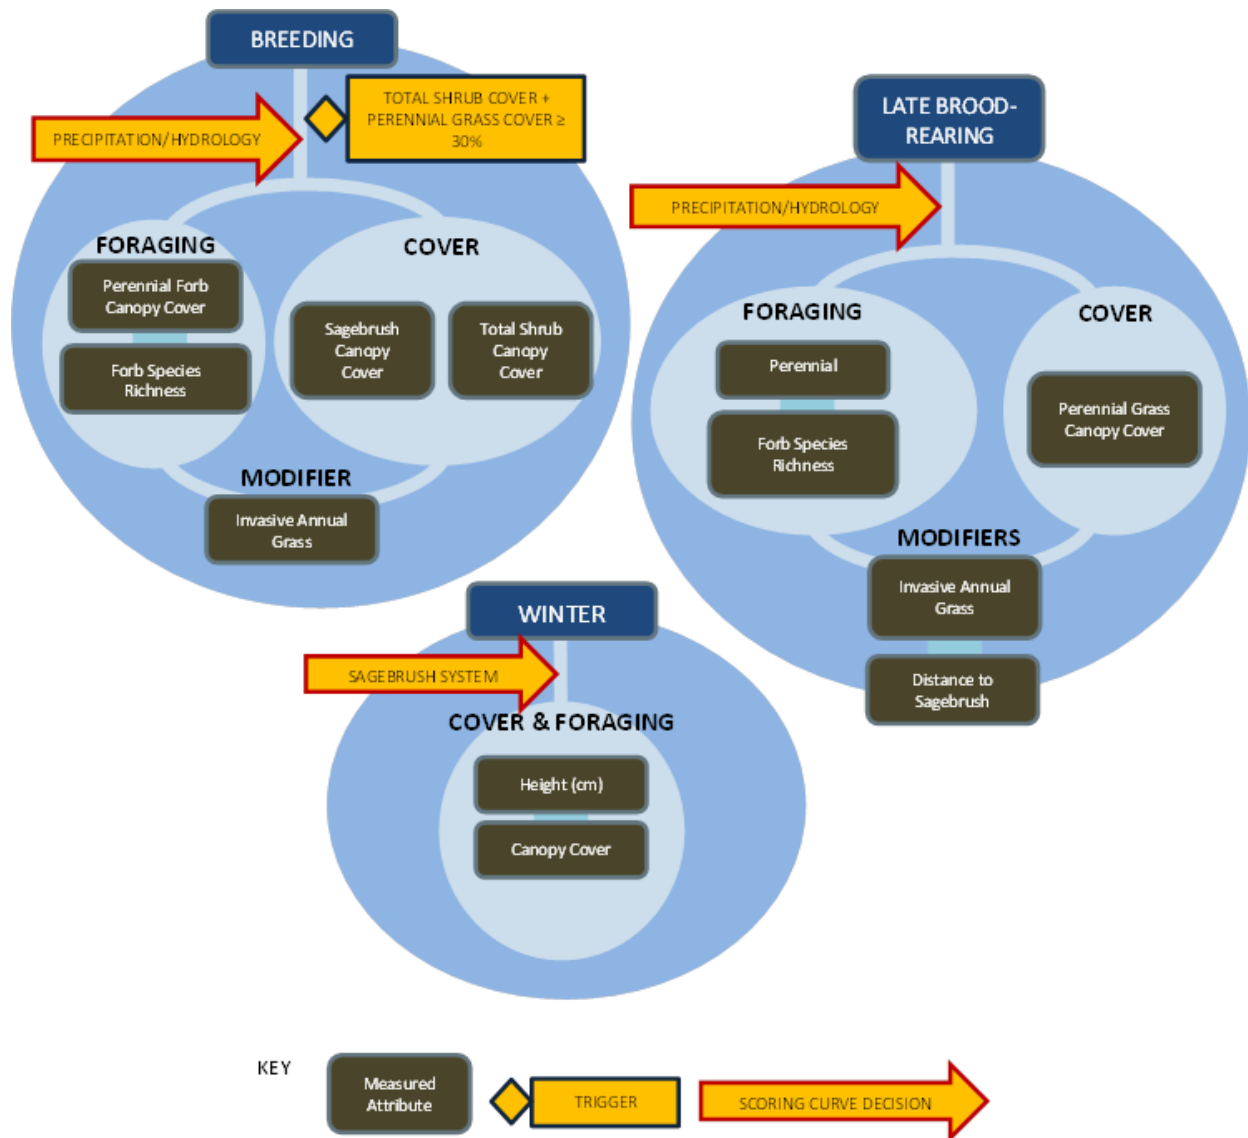 BREEDING
TOTAL SHRUB COVER +
PERENNIAL GRASS COVER ≥
30%
PRECIPITATION/HYDROLOGY
FORAGING
Perennial Forb
Canopy Cover
Forb Species
Richness
COVER
Sagebrush
Canopy
Cover
Total Shrub
Canopy
Cover
MODIFIER
Invasive Annual
Grass
LATE BROOD-
REARING
PRECIPITATION/HYDROLOGY
FORAGING
Perennial
Forb Species
Richness
COVER
Perennial Grass
Canopy Cover
MODIFIERS
Invasive Annual
Grass
Distance to
Sagebrush
WINTER
SAGEBRUSH SYSTEM
COVER & FORAGING
Height (cm)
Canopy Cover
KEY
Measured
Attribute
TRIGGER
SCORING CURVE DECISION